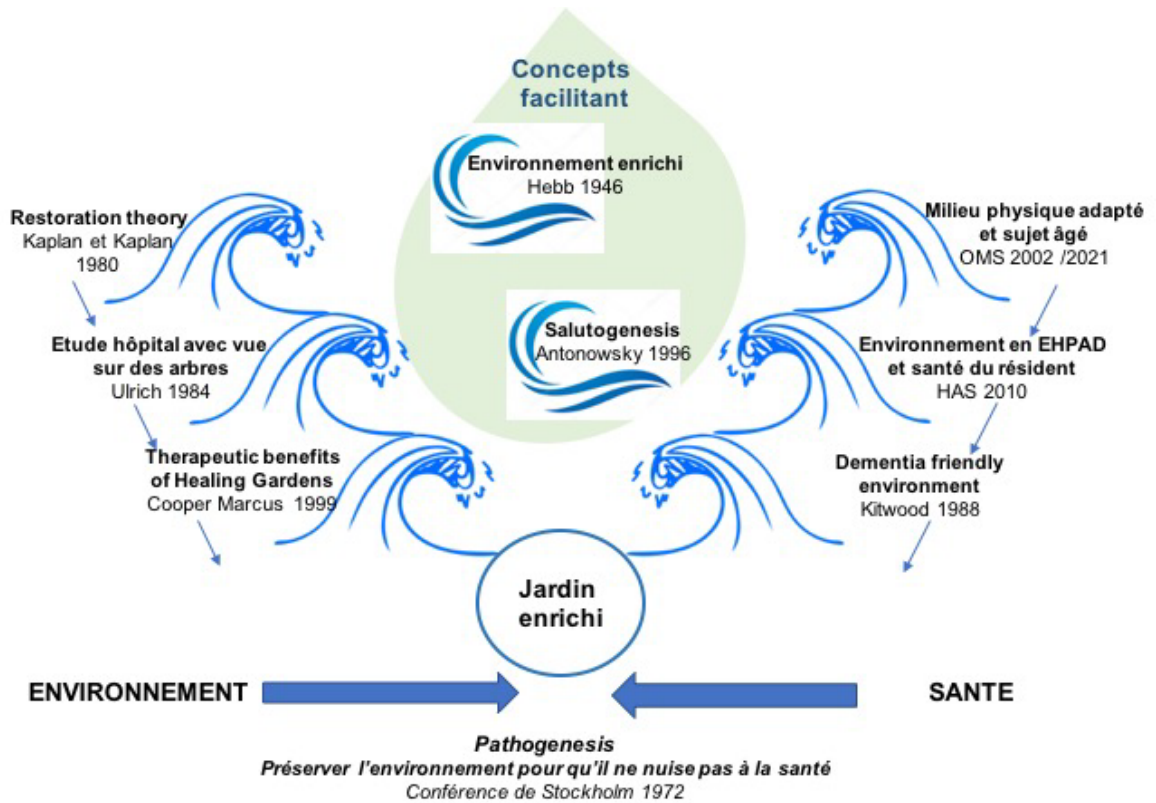 Concepts
facilitant
Environnement enrichi
Hebb 1946
Salutogenesis
Antonowsky 1996
Restoration theory
Kaplan et Kaplan
1980
Etude hôpital avec vue
sur des arbres
Ulrich 1984
Therapeutic benefits
of Healing Gardens
Cooper Marcus 1999
Milieu physique adapté
et sujet âgé
OMS 2002 /2021
Environnement en EHPAD
et santé du résident
HAS 2010
Dementia friendly
environment
Kitwood 1988
Jardin
enrichi
ENVIRONNEMENT
SANTE
Pathogenesis
Préserver l'environnement pour qu'il ne nuise pas à la santé
Conférence de Stockholm 1972